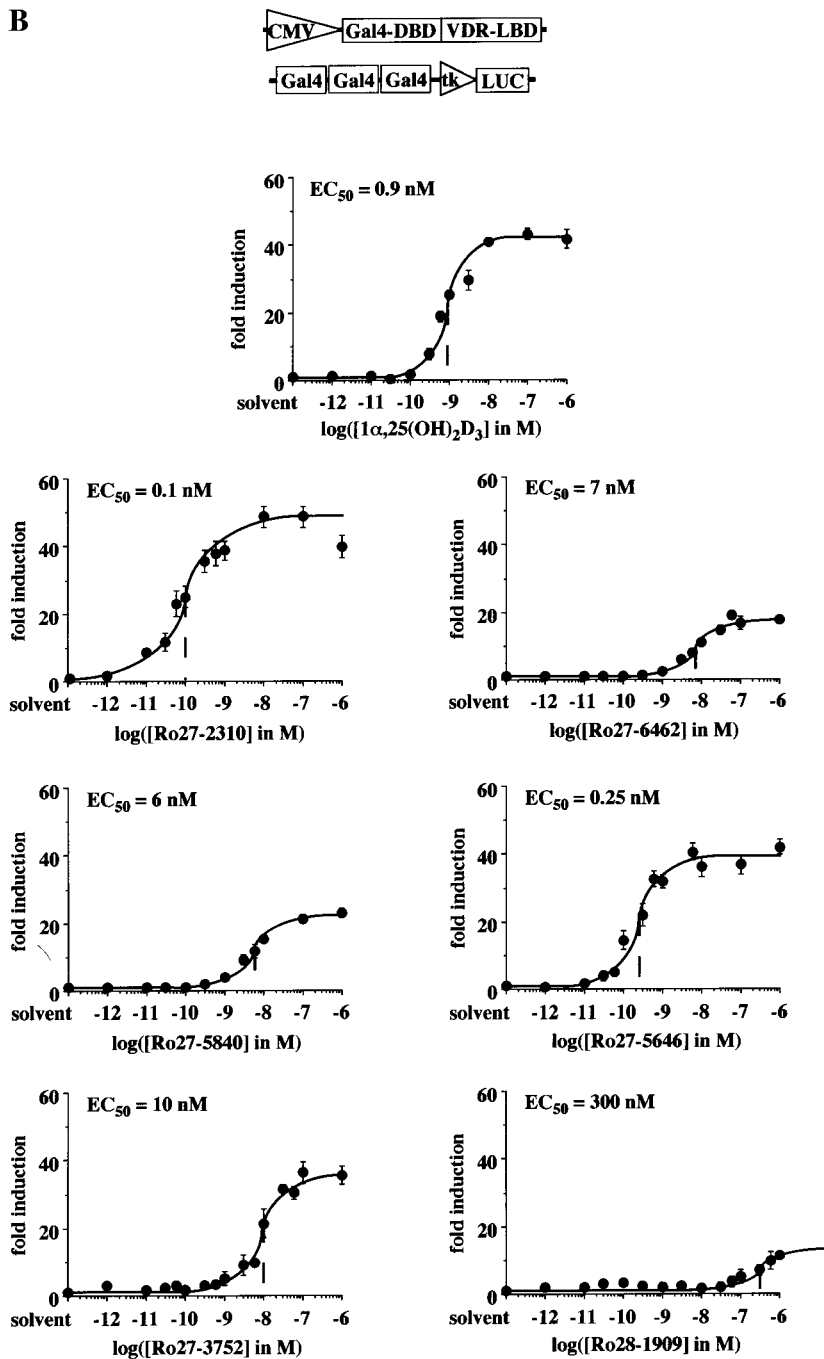 B
CMV Gal4-DBD VDR-LBD
Gal4 Gal4 Gal4 tk LUC
EC50 = 0.9 nM
fold induction
60
40
20
0
solvent -12 -11 -10 -9 -8 -7 -6
log([1α,25(OH)2D3] in M)
EC50 = 0.1 nM
fold induction
60
40
20
0
solvent -12 -11 -10 -9 -8 -7 -6
log([Ro27-2310] in M)
EC50 = 7 nM
fold induction
60
40
20
0
solvent -12 -11 -10 -9 -8 -7 -6
log([Ro27-6462] in M)
EC50 = 6 nM
fold induction
60
40
20
0
solvent -12 -11 -10 -9 -8 -7 -6
log([Ro27-5840] in M)
EC50 = 0.25 nM
fold induction
60
40
20
0
solvent -12 -11 -10 -9 -8 -7 -6
log([Ro27-5646] in M)
EC50 = 10 nM
fold induction
60
40
20
0
solvent -12 -11 -10 -9 -8 -7 -6
log([Ro27-3752] in M)
EC50 = 300 nM
fold induction
60
40
20
0
solvent -12 -11 -10 -9 -8 -7 -6
log([Ro28-1909] in M)